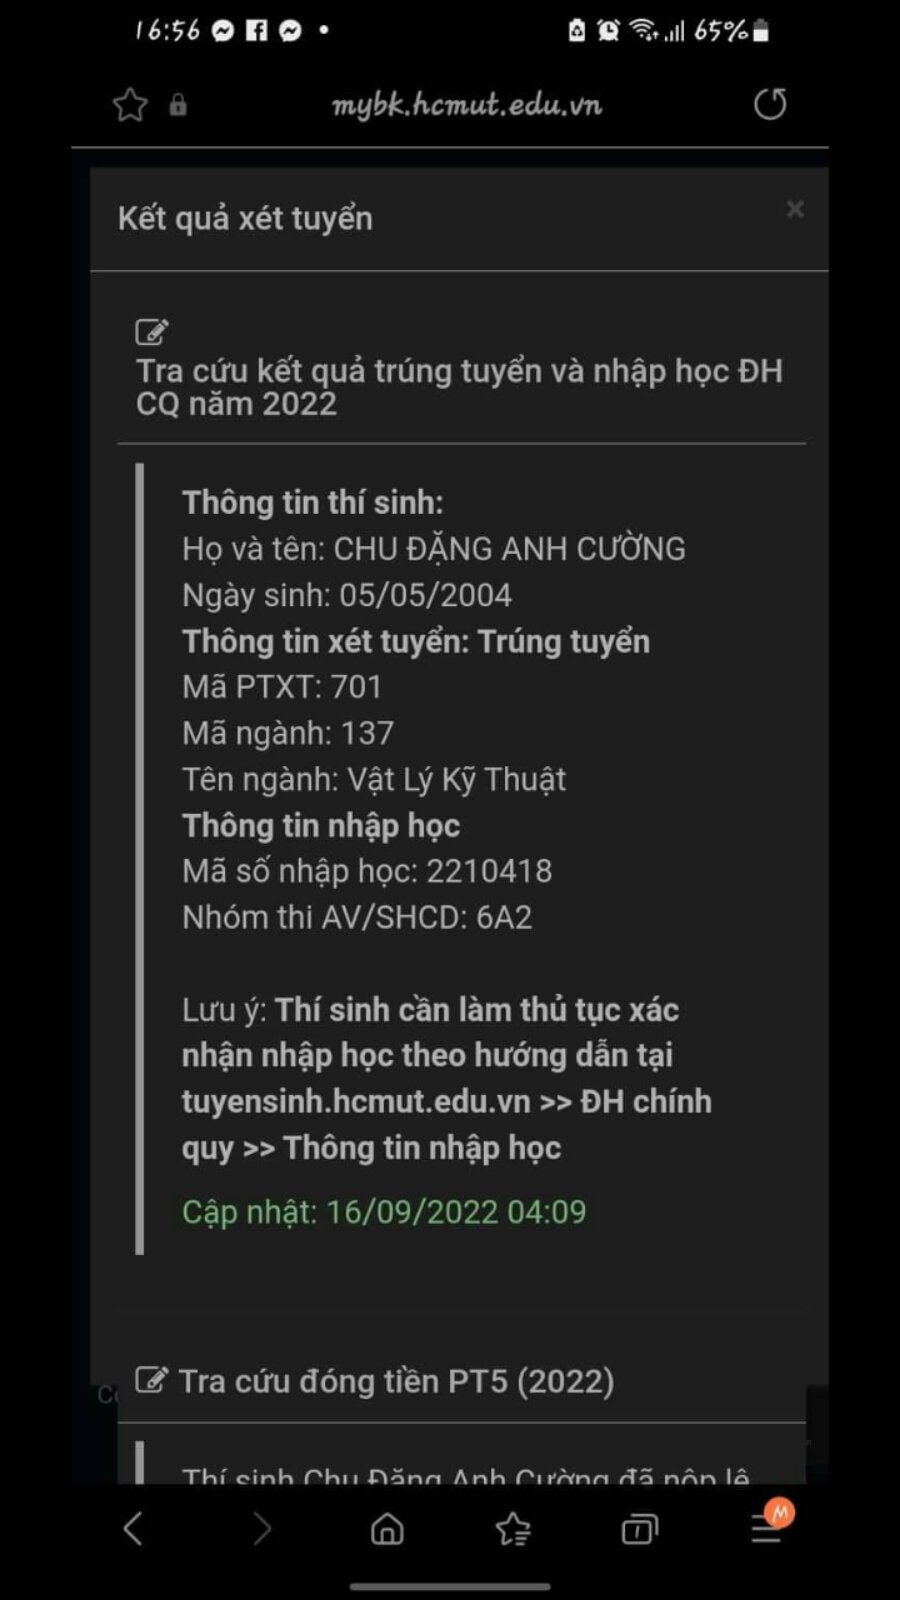 16:56
65%
mybk.hcmut.edu.vn
Kết quả xét tuyển
×
Tra cứu kết quả trúng tuyển và nhập học ĐH
CQ năm 2022
Thông tin thí sinh:
Họ và tên: CHU ĐẶNG ANH CƯỜNG
Ngày sinh: 05/05/2004
Thông tin xét tuyển: Trúng tuyển
Mã PTXT: 701
Mã ngành: 137
Tên ngành: Vật Lý Kỹ Thuật
Thông tin nhập học
Mã số nhập học: 2210418
Nhóm thi AV/SHCD: 6A2
Lưu ý: Thí sinh cần làm thủ tục xác
nhận nhập học theo hướng dẫn tại
tuyensinh.hcmut.edu.vn >> ĐH chính
quy >> Thông tin nhập học
Cập nhật: 16/09/2022 04:09
Tra cứu đóng tiền PT5 (2022)
Thí sinh Chu Đặng Anh Cường đã nộp lệ
1
M